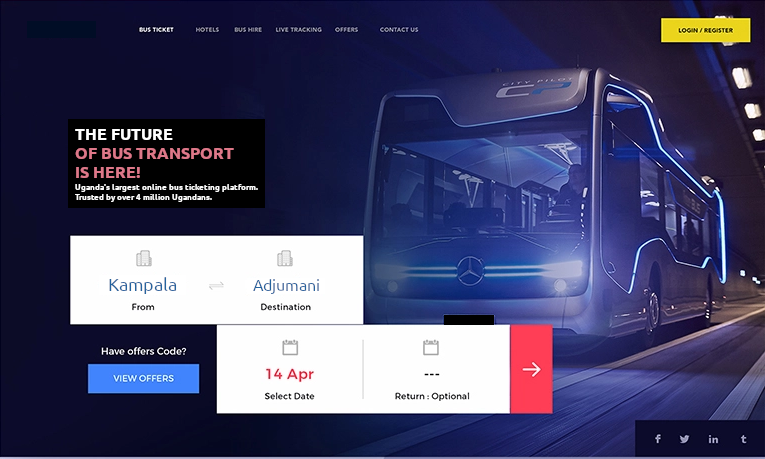 BUS TICKET HOTELS BUS HIRE LIVE TRACKING OFFERS CONTACT US LOGIN / REGISTER
CITY PILOT
CP
THE FUTURE
OF BUS TRANSPORT
IS HERE!
Uganda's largest online bus ticketing platform.
Trusted by over 4 million Ugandans.
Kampala Adjumani
From Destination
Have offers Code?
VIEW OFFERS
14 Apr ---
Select Date Return : Optional
f in t